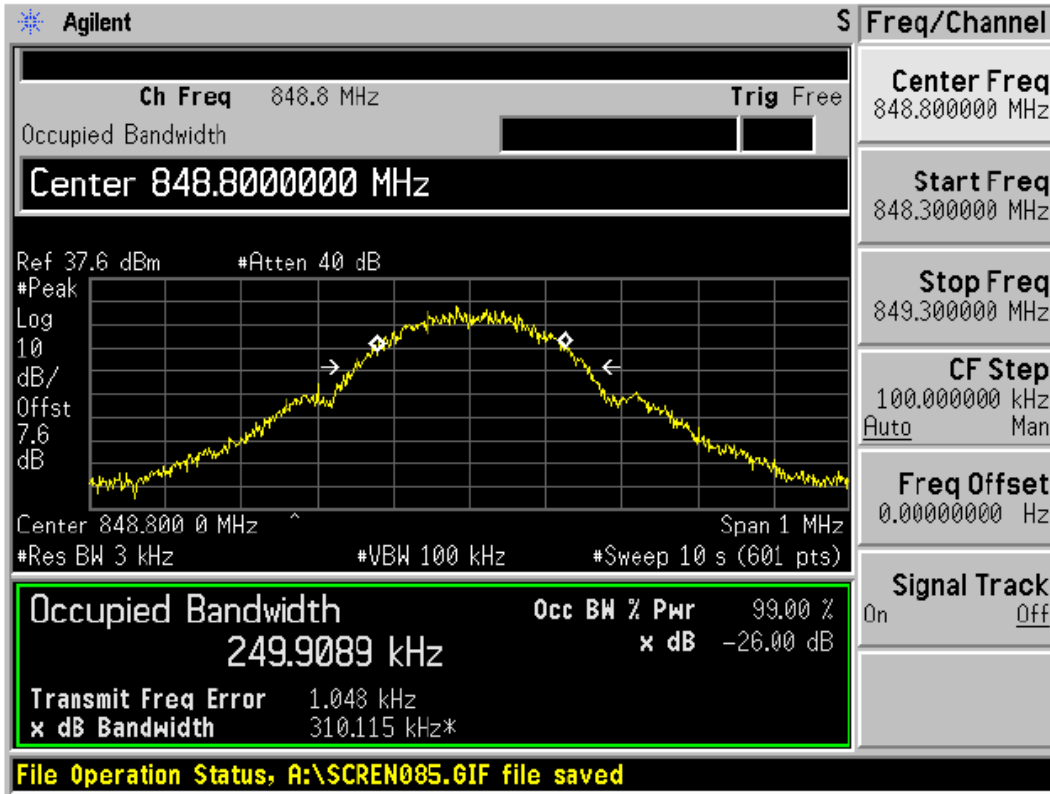 Agilent S Freq/Channel
Ch Freq 848.8 MHz Trig Free
Occupied Bandwidth
Center 848.8000000 MHz
Ref 37.6 dBm #Atten 40 dB
#Peak
Log
10
dB/
Offst
7.6
dB
Center 848.800 0 MHz ^ Span 1 MHz
#Res BW 3 kHz #VBW 100 kHz #Sweep 10 s (601 pts)
Occupied Bandwidth
249.9089 kHz
Occ BW % Pwr 99.00 %
x dB -26.00 dB
Transmit Freq Error 1.048 kHz
x dB Bandwidth 310.115 kHz*
File Operation Status, A:\SCREN085.GIF file saved
Center Freq
848.800000 MHz
Start Freq
848.300000 MHz
Stop Freq
849.300000 MHz
CF Step
100.000000 kHz
Auto Man
Freq Offset
0.00000000 Hz
Signal Track
On Off